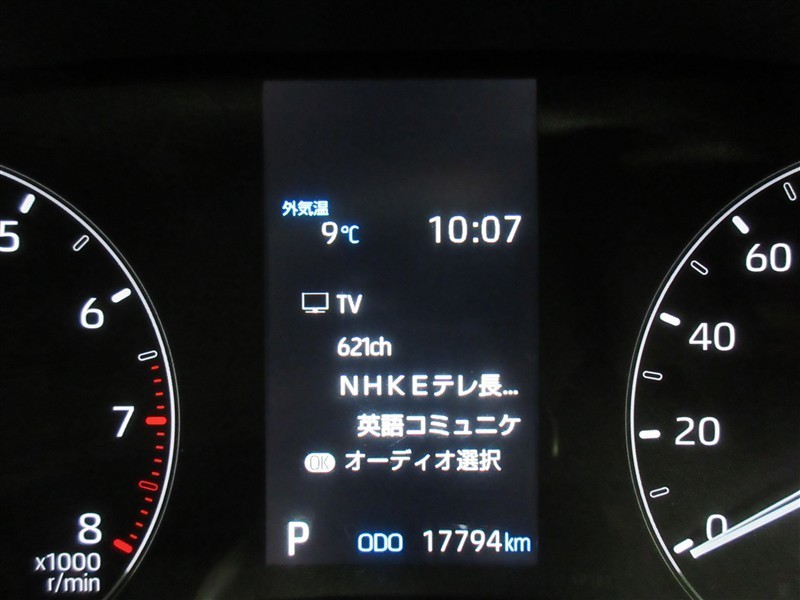 外気温
9℃ 10:07
TV
621ch
NHKEテレ長...
英語コミュニケ
OK オーディオ選択
P ODO 17794km
5
6
7
8
x1000
r/min
60
40
20
0